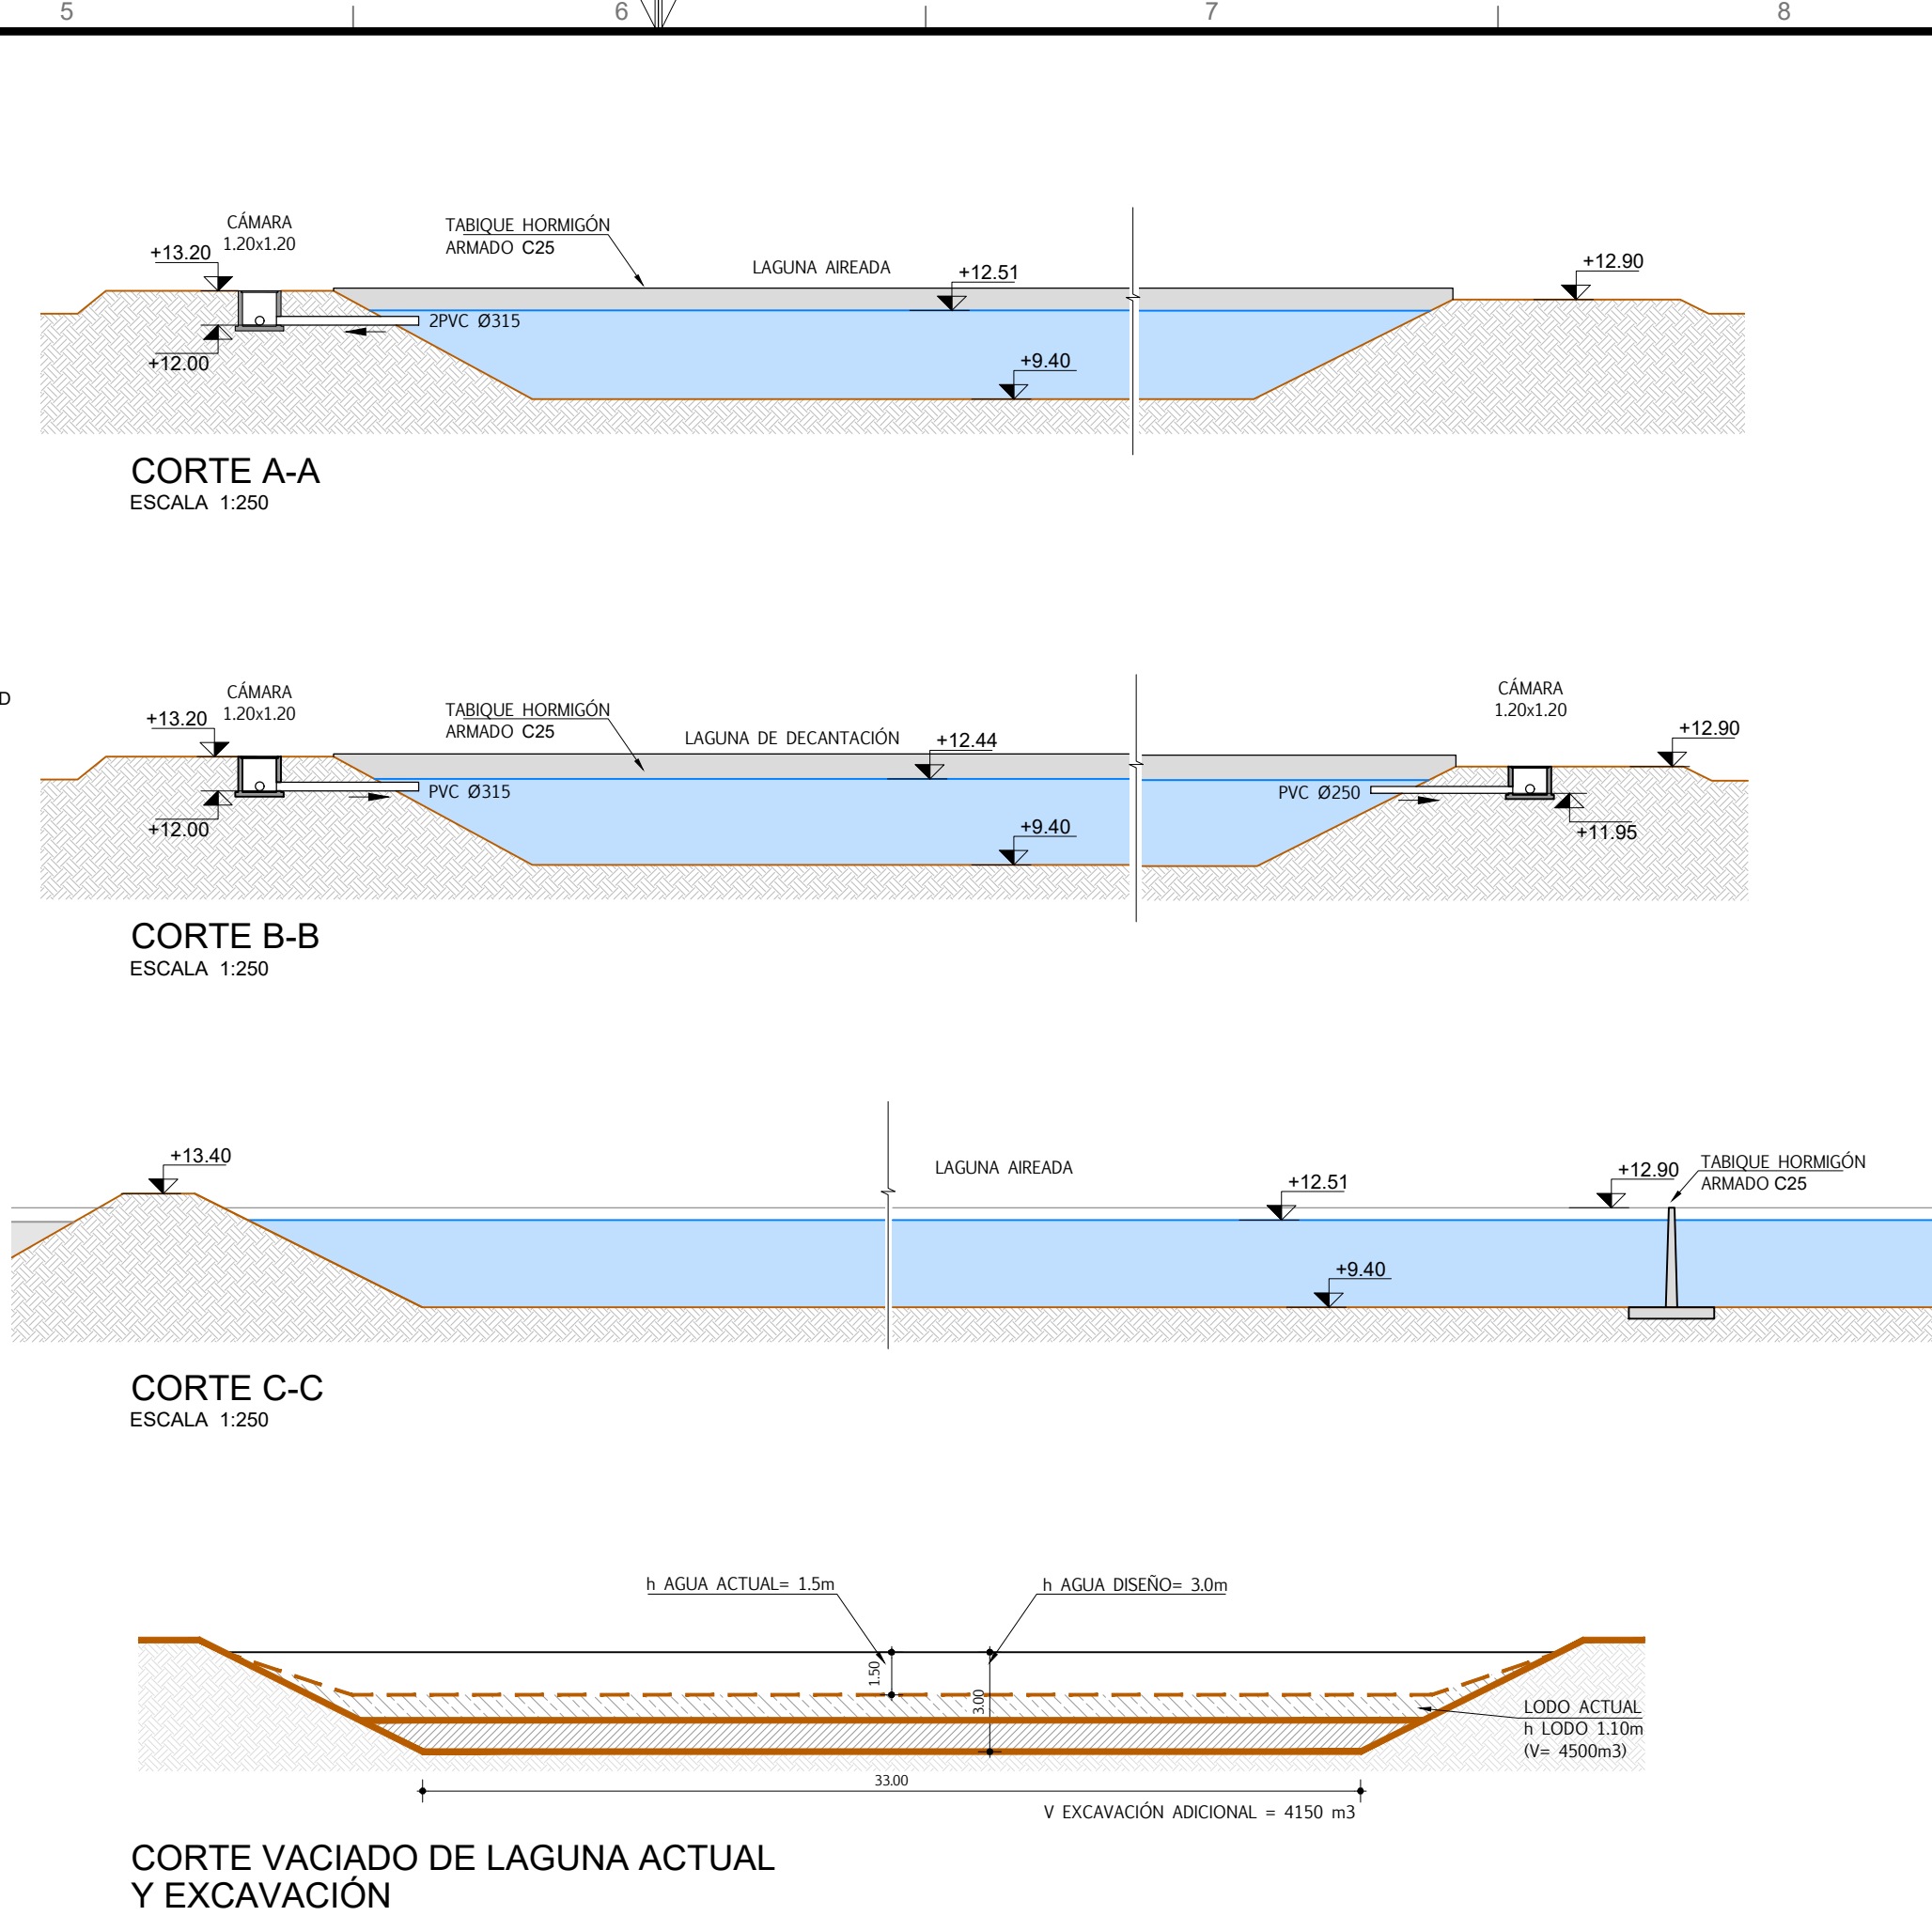 5 6 7 8
CÁMARA
1.20x1.20
+13.20
TABIQUE HORMIGÓN
ARMADO C25
LAGUNA AIREADA
+12.51
+12.90
2PVC Ø315
+12.00
+9.40
CORTE A-A
ESCALA 1:250
D
CÁMARA
1.20x1.20
+13.20
TABIQUE HORMIGÓN
ARMADO C25
LAGUNA DE DECANTACIÓN
+12.44
CÁMARA
1.20x1.20
+12.90
PVC Ø315
PVC Ø250
+12.00
+9.40
+11.95
CORTE B-B
ESCALA 1:250
+13.40
LAGUNA AIREADA
+12.51
+12.90
TABIQUE HORMIGÓN
ARMADO C25
+9.40
CORTE C-C
ESCALA 1:250
h AGUA ACTUAL= 1.5m
h AGUA DISEÑO= 3.0m
1.50
3.00
LODO ACTUAL
h LODO 1.10m
(V= 4500m3)
33.00
V EXCAVACIÓN ADICIONAL = 4150 m3
CORTE VACIADO DE LAGUNA ACTUAL
Y EXCAVACIÓN